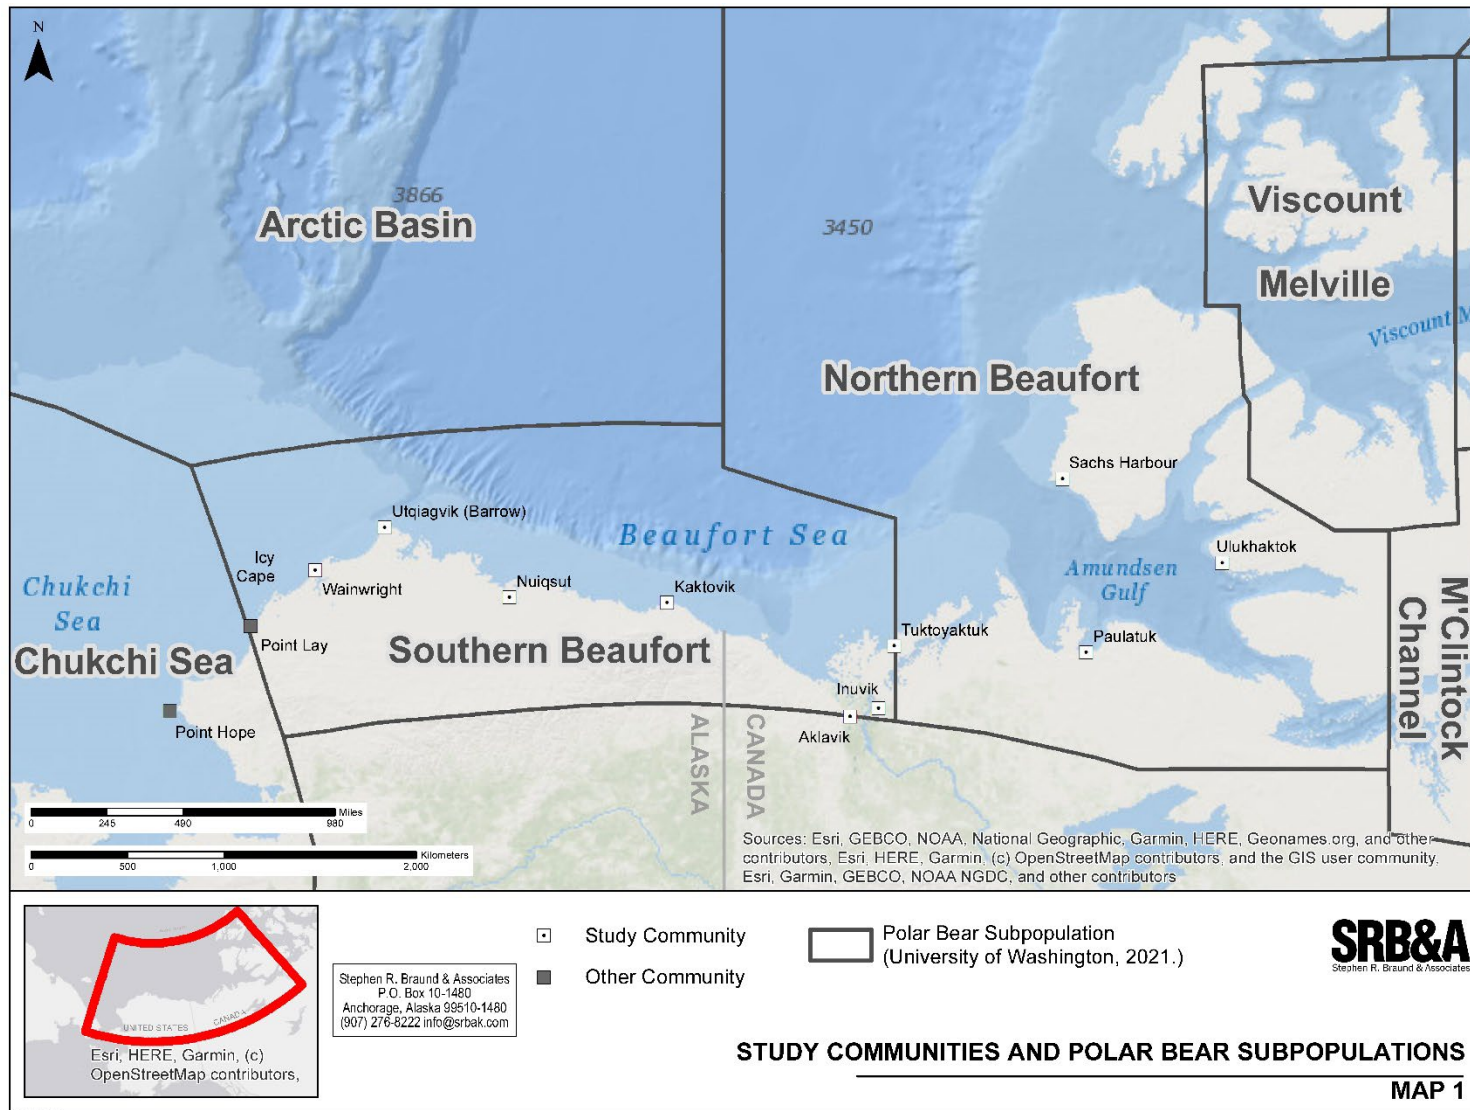 N
3866
Arctic Basin
3450
Viscount
Melville
Viscount M
Northern Beaufort
Sachs Harbour
Utqiagvik (Barrow)
Beaufort Sea
Icy
Cape
Wainwright
Nuiqsut
Kaktovik
Ulukhaktok
Amundsen
Gulf
Chukchi
Sea
Point Lay
Chukchi Sea
Southern Beaufort
Tuktoyaktuk
Paulatuk
M'Clintock
Channel
Inuvik
Aklavik
Point Hope
ALASKA
CANADA
0 245 490 980 Miles
0 500 1,000 2,000 Kilometers
Sources: Esri, GEBCO, NOAA, National Geographic, Garmin, HERE, Geonames.org, and other
contributors, Esri, HERE, Garmin, (c) OpenStreetMap contributors, and the GIS user community,
Esri, Garmin, GEBCO, NOAA NGDC, and other contributors
UNITED STATES
CANADA
Esri, HERE, Garmin, (c)
OpenStreetMap contributors,
Stephen R. Braund & Associates
P.O. Box 10-1480
Anchorage, Alaska 99510-1480
(907) 276-8222 info@srbak.com
Study Community
Other Community
Polar Bear Subpopulation
(University of Washington, 2021.)
SRB&A
Stephen R. Braund & Associates
STUDY COMMUNITIES AND POLAR BEAR SUBPOPULATIONS
MAP 1